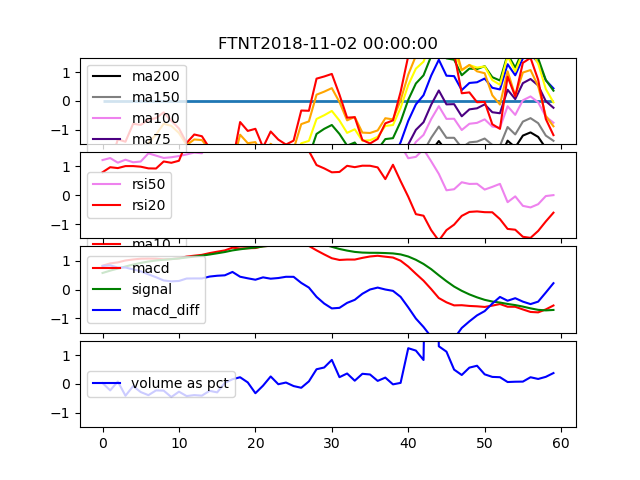 FTNT2018-11-02 00:00:00
1
0
−1
ma200
ma150
ma100
ma75
1
0
−1
rsi50
rsi20
ma10
1
0
−1
macd
signal
macd_diff
1
0
−1
volume as pct
0 10 20 30 40 50 60